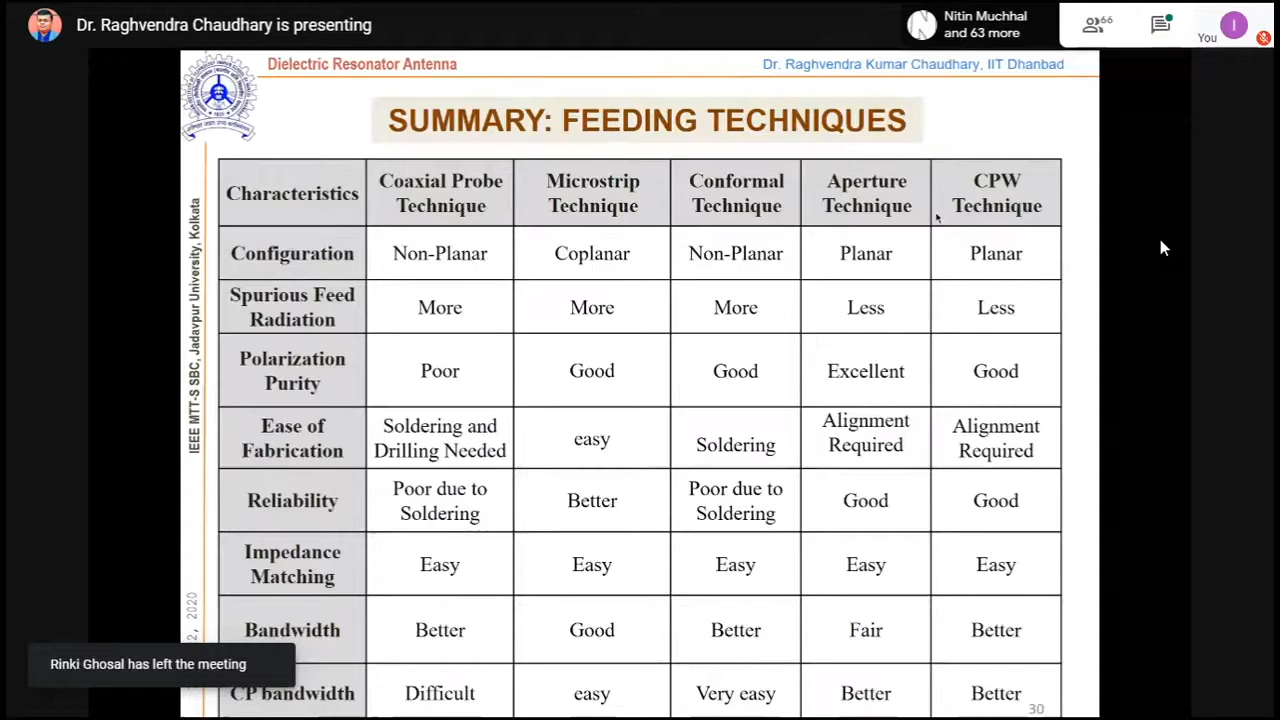 Dr. Raghvendra Chaudhary is presenting
N
Nitin Muchhal
and 63 more
66
You
I
Dielectric Resonator Antenna
Dr. Raghvendra Kumar Chaudhary, IIT Dhanbad
SUMMARY: FEEDING TECHNIQUES
Characteristics
Coaxial Probe
Technique
Microstrip
Technique
Conformal
Technique
Aperture
Technique
CPW
Technique
Configuration
Non-Planar
Coplanar
Non-Planar
Planar
Planar
Spurious Feed
Radiation
More
More
More
Less
Less
Polarization
Purity
Poor
Good
Good
Excellent
Good
Ease of
Fabrication
Soldering and
Drilling Needed
easy
Soldering
Alignment
Required
Alignment
Required
Reliability
Poor due to
Soldering
Better
Poor due to
Soldering
Good
Good
Impedance
Matching
Easy
Easy
Easy
Easy
Easy
Bandwidth
Better
Good
Better
Fair
Better
CP bandwidth
Difficult
easy
Very easy
Better
Better
30
IEEE MTT-S SBC, Jadavpur University, Kolkata
2, 2020
Rinki Ghosal has left the meeting